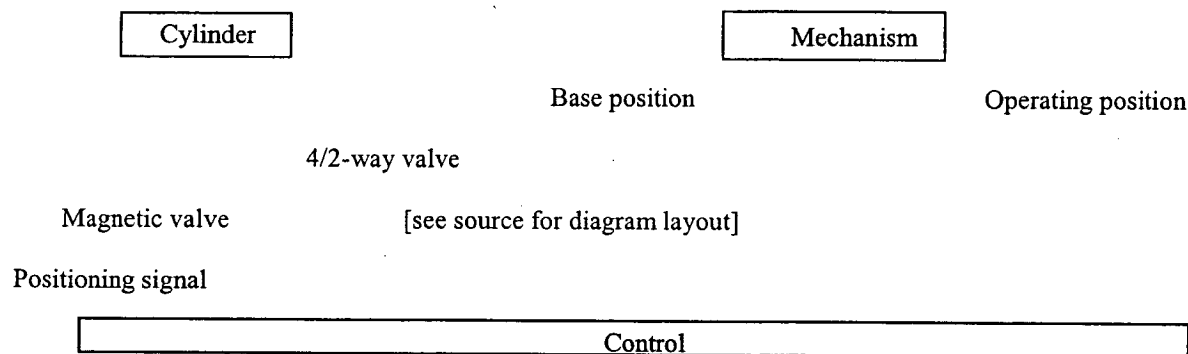 Cylinder Mechanism
Base position Operating position
4/2-way valve
Magnetic valve [see source for diagram layout]
Positioning signal
Control